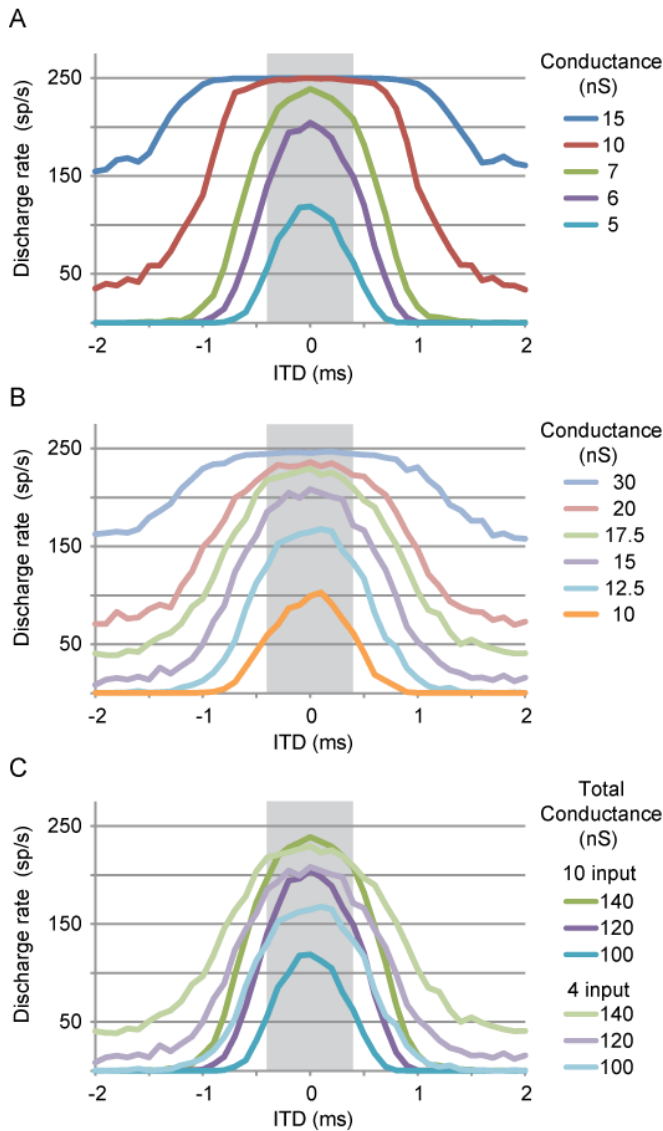 A
Discharge rate (sp/s)
250
150
50
-2
-1
0
1
2
ITD (ms)
Conductance
(nS)
15
10
7
6
5
B
Discharge rate (sp/s)
250
150
50
-2
-1
0
1
2
ITD (ms)
Conductance
(nS)
30
20
17.5
15
12.5
10
C
Discharge rate (sp/s)
250
150
50
-2
-1
0
1
2
ITD (ms)
Total
Conductance
(nS)
10 input
140
120
100
4 input
140
120
100